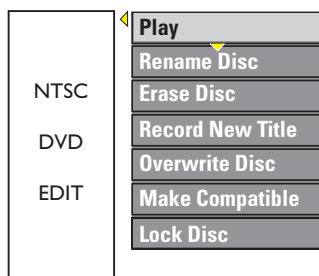 Play
Rename Disc
NTSC
Erase Disc
Record New Title
DVD
Overwrite Disc
EDIT
Make Compatible
Lock Disc